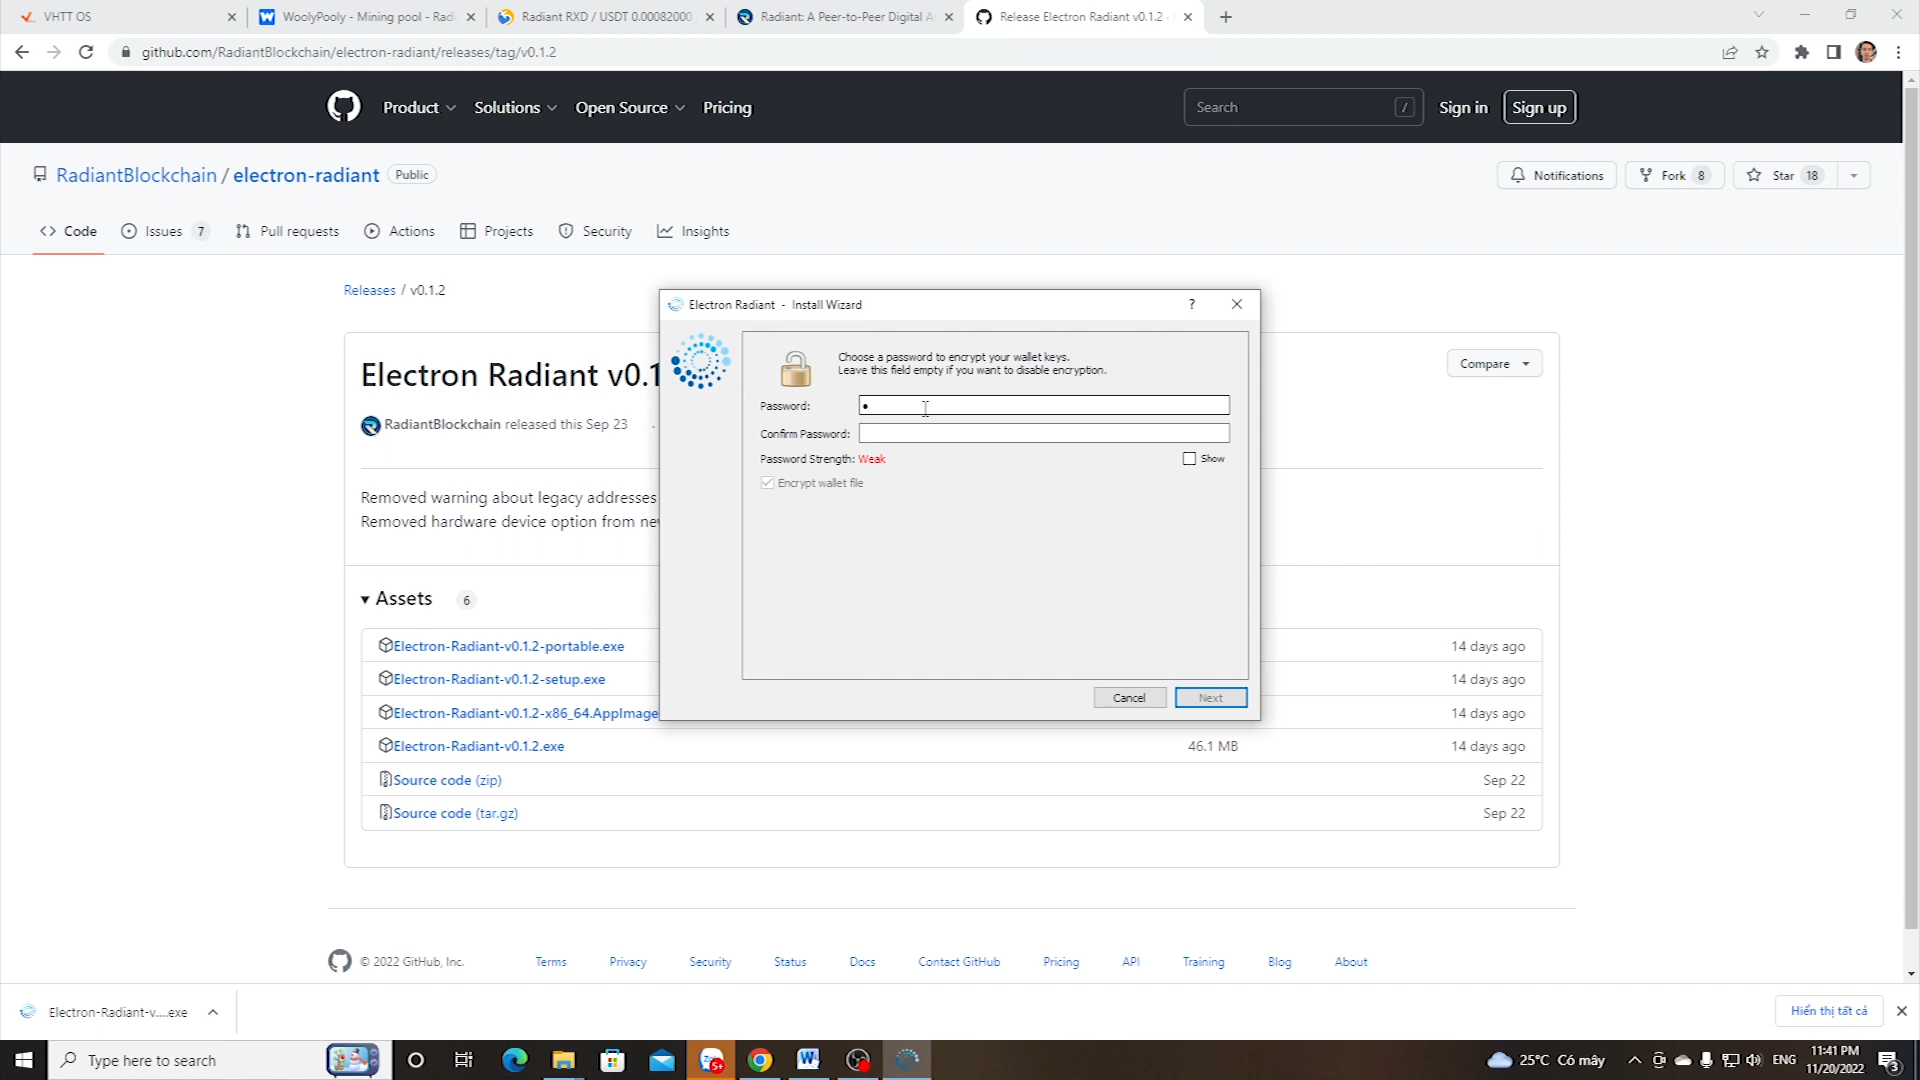 VHTT OS
WoolyPooly - Mining pool - Radi
Radiant RXD / USDT 0.00082000
Radiant: A Peer-to-Peer Digital A
Release Electron Radiant v0.1.2 -
github.com/RadiantBlockchain/electron-radiant/releases/tag/v0.1.2
Product
Solutions
Open Source
Pricing
Search
/
Sign in
Sign up
RadiantBlockchain / electron-radiant
Public
Notifications
Fork 8
Star 18
Code
Issues 7
Pull requests
Actions
Projects
Security
Insights
Releases / v0.1.2
Electron Radiant v0.1
Compare
RadiantBlockchain released this Sep 23
Removed warning about legacy addresses
Removed hardware device option from new
Electron Radiant - Install Wizard
?
Choose a password to encrypt your wallet keys.
Leave this field empty if you want to disable encryption.
Password:
Confirm Password:
Password Strength: Weak
Show
Encrypt wallet file
Cancel
Next
Assets 6
Electron-Radiant-v0.1.2-portable.exe
14 days ago
Electron-Radiant-v0.1.2-setup.exe
14 days ago
Electron-Radiant-v0.1.2-x86_64.AppImage
14 days ago
Electron-Radiant-v0.1.2.exe
46.1 MB
14 days ago
Source code (zip)
Sep 22
Source code (tar.gz)
Sep 22
© 2022 GitHub, Inc.
Terms
Privacy
Security
Status
Docs
Contact GitHub
Pricing
API
Training
Blog
About
Electron-Radiant-v....exe
Hiển thị tất cả
Type here to search
5+
25°C Có mây
ENG
11:41 PM
11/20/2022
3